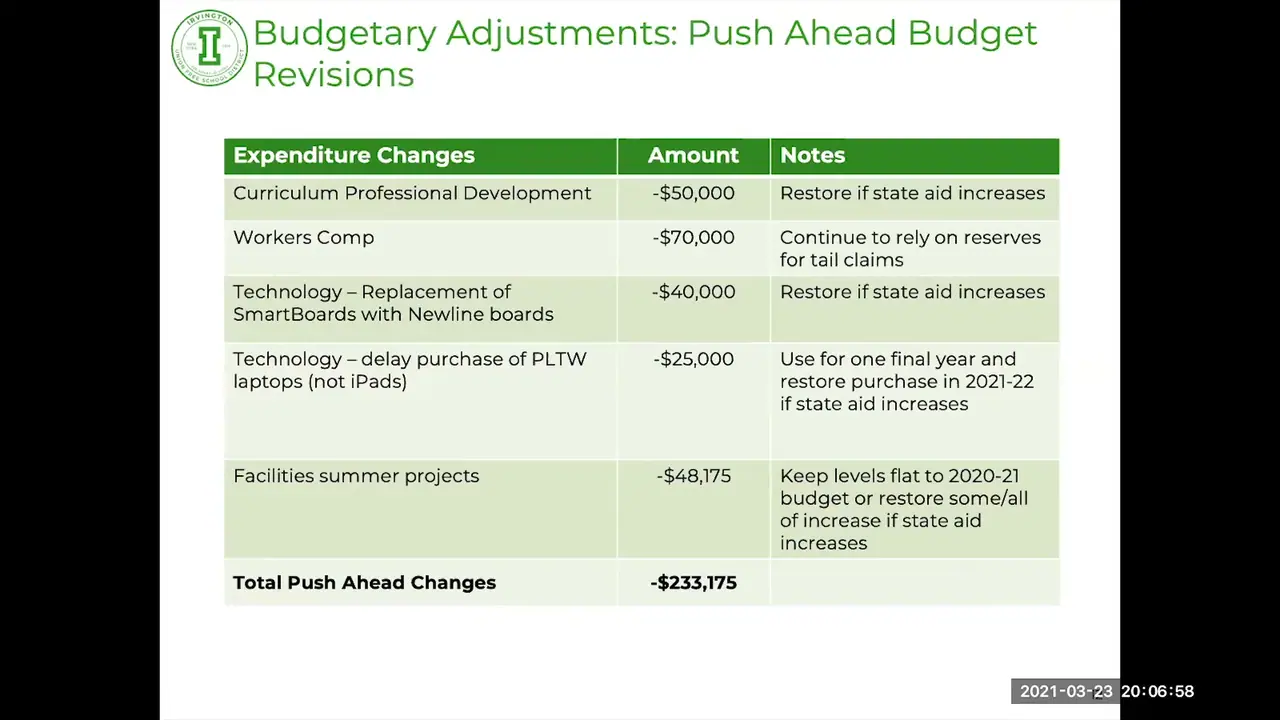 IRVINGTON
UNION FREE SCHOOL DISTRICT
I
Budgetary Adjustments: Push Ahead Budget
Revisions
Expenditure Changes Amount Notes
Curriculum Professional Development -$50,000 Restore if state aid increases
Workers Comp -$70,000 Continue to rely on reserves
for tail claims
Technology – Replacement of -$40,000 Restore if state aid increases
SmartBoards with Newline boards
Technology – delay purchase of PLTW -$25,000 Use for one final year and
laptops (not iPads) restore purchase in 2021-22
if state aid increases
Facilities summer projects -$48,175 Keep levels flat to 2020-21
budget or restore some/all
of increase if state aid
increases
Total Push Ahead Changes -$233,175
2021-03-23 20:06:58